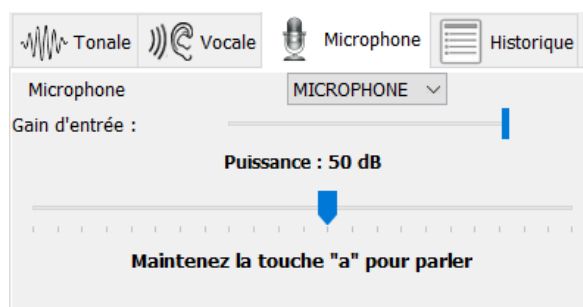 Tonale Vocale Microphone Historique
Microphone MICROPHONE
Gain d'entrée :
Puissance : 50 dB
Maintenez la touche "a" pour parler